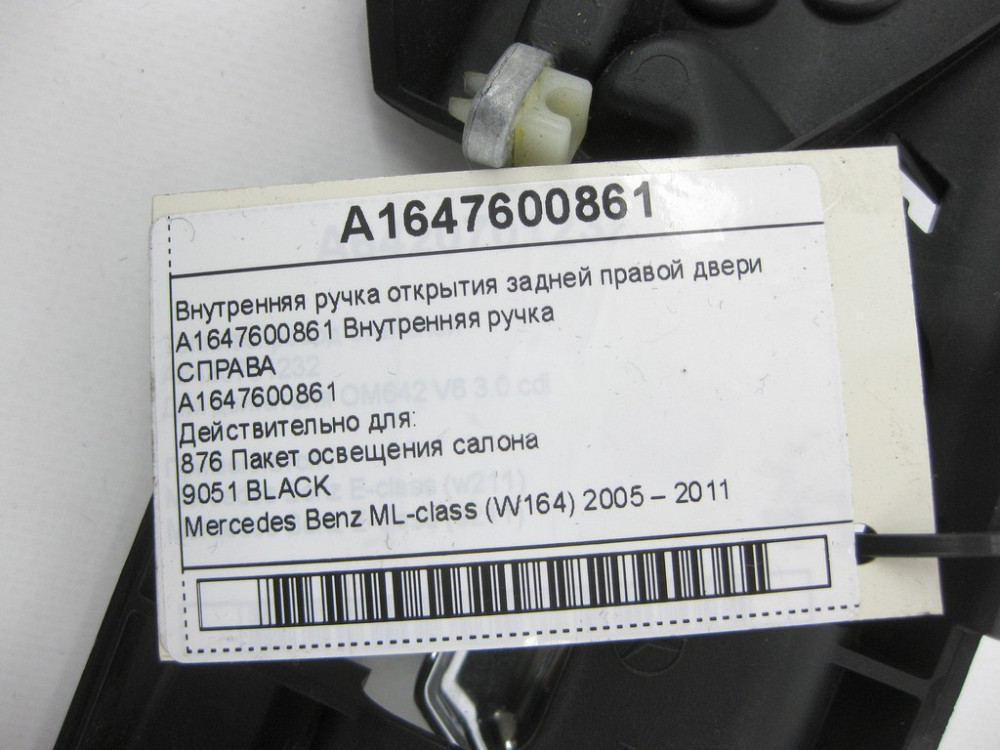 A1647600861
Внутренняя ручка открытия задней правой двери
A1647600861 Внутренняя ручка
СПРАВА
A1647600861
Действительно для:
876 Пакет освещения салона
9051 BLACK
Mercedes Benz ML-class (W164) 2005 – 2011